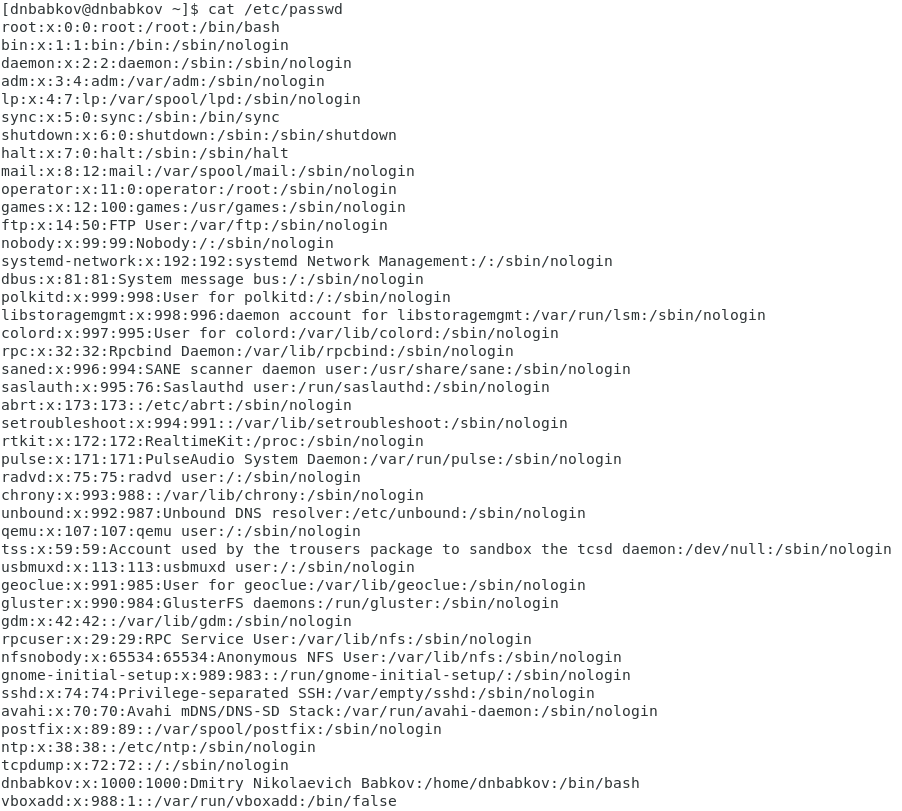 [dnbabkov@dnbabkov ~]$ cat /etc/passwd
root:x:0:0:root:/root:/bin/bash
bin:x:1:1:bin:/bin:/sbin/nologin
daemon:x:2:2:daemon:/sbin:/sbin/nologin
adm:x:3:4:adm:/var/adm:/sbin/nologin
lp:x:4:7:lp:/var/spool/lpd:/sbin/nologin
sync:x:5:0:sync:/sbin:/bin/sync
shutdown:x:6:0:shutdown:/sbin:/sbin/shutdown
halt:x:7:0:halt:/sbin:/sbin/halt
mail:x:8:12:mail:/var/spool/mail:/sbin/nologin
operator:x:11:0:operator:/root:/sbin/nologin
games:x:12:100:games:/usr/games:/sbin/nologin
ftp:x:14:50:FTP User:/var/ftp:/sbin/nologin
nobody:x:99:99:Nobody:/:/sbin/nologin
systemd-network:x:192:192:systemd Network Management:/:/sbin/nologin
dbus:x:81:81:System message bus:/:/sbin/nologin
polkitd:x:999:998:User for polkitd:/:/sbin/nologin
libstoragemgmt:x:998:996:daemon account for libstoragemgmt:/var/run/lsm:/sbin/nologin
colord:x:997:995:User for colord:/var/lib/colord:/sbin/nologin
rpc:x:32:32:Rpcbind Daemon:/var/lib/rpcbind:/sbin/nologin
saned:x:996:994:SANE scanner daemon user:/usr/share/sane:/sbin/nologin
saslauth:x:995:76:Saslauthd user:/run/saslauthd:/sbin/nologin
abrt:x:173:173::/etc/abrt:/sbin/nologin
setroubleshoot:x:994:991::/var/lib/setroubleshoot:/sbin/nologin
rtkit:x:172:172:RealtimeKit:/proc:/sbin/nologin
pulse:x:171:171:PulseAudio System Daemon:/var/run/pulse:/sbin/nologin
radvd:x:75:75:radvd user:/:/sbin/nologin
chrony:x:993:988::/var/lib/chrony:/sbin/nologin
unbound:x:992:987:Unbound DNS resolver:/etc/unbound:/sbin/nologin
qemu:x:107:107:qemu user:/:/sbin/nologin
tss:x:59:59:Account used by the trousers package to sandbox the tcsd daemon:/dev/null:/sbin/nologin
usbmuxd:x:113:113:usbmuxd user:/:/sbin/nologin
geoclue:x:991:985:User for geoclue:/var/lib/geoclue:/sbin/nologin
gluster:x:990:984:GlusterFS daemons:/run/gluster:/sbin/nologin
gdm:x:42:42::/var/lib/gdm:/sbin/nologin
rpcuser:x:29:29:RPC Service User:/var/lib/nfs:/sbin/nologin
nfsnobody:x:65534:65534:Anonymous NFS User:/var/lib/nfs:/sbin/nologin
gnome-initial-setup:x:989:983::/run/gnome-initial-setup/:/sbin/nologin
sshd:x:74:74:Privilege-separated SSH:/var/empty/sshd:/sbin/nologin
avahi:x:70:70:Avahi mDNS/DNS-SD Stack:/var/run/avahi-daemon:/sbin/nologin
postfix:x:89:89::/var/spool/postfix:/sbin/nologin
ntp:x:38:38::/etc/ntp:/sbin/nologin
tcpdump:x:72:72::/:/sbin/nologin
dnbabkov:x:1000:1000:Dmitry Nikolaevich Babkov:/home/dnbabkov:/bin/bash
vboxadd:x:988:1::/var/run/vboxadd:/bin/false